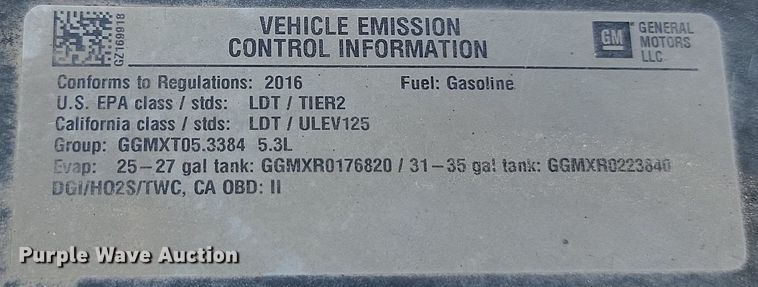 GZ169918
VEHICLE EMISSION
CONTROL INFORMATION
GM
GENERAL
MOTORS
LLC
Conforms to Regulations: 2016 Fuel: Gasoline
U.S. EPA class / stds: LDT / TIER2
California class / stds: LDT / ULEV125
Group: GGMXT05.3384 5.3L
Evap: 25-27 gal tank: GGMXR0176820 / 31-35 gal tank: GGMXR0223840
DGI/HO2S/TWC, CA OBD: II
Purple Wave Auction